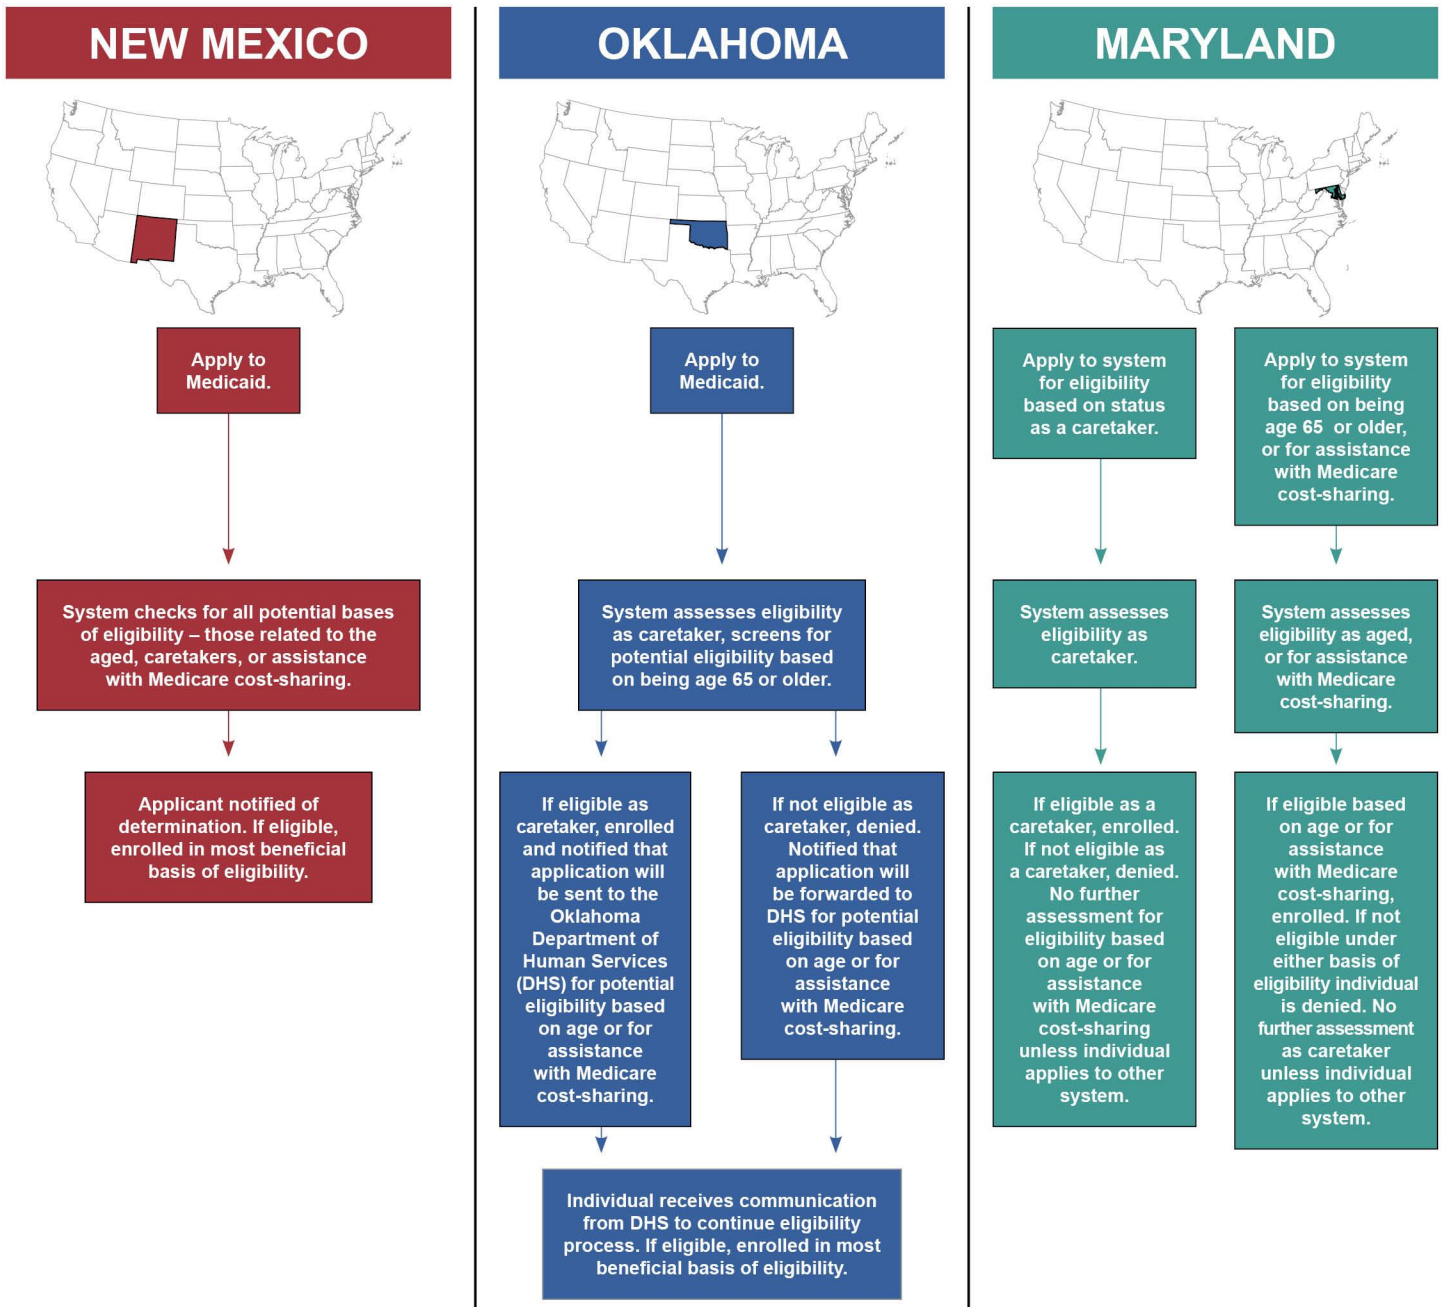 NEW MEXICO
Apply to
Medicaid.
System checks for all potential bases
of eligibility – those related to the
aged, caretakers, or assistance
with Medicare cost-sharing.
Applicant notified of
determination. If eligible,
enrolled in most beneficial
basis of eligibility.
OKLAHOMA
Apply to
Medicaid.
System assesses eligibility
as caretaker, screens for
potential eligibility based
on being age 65 or older.
If eligible as
caretaker, enrolled
and notified that
application will
be sent to the
Oklahoma
Department of
Human Services
(DHS) for potential
eligibility based
on age or for
assistance
with Medicare
cost-sharing.
If not eligible as
caretaker, denied.
Notified that
application will
be forwarded to
DHS for potential
eligibility based
on age or for
assistance
with Medicare
cost-sharing.
Individual receives communication
from DHS to continue eligibility
process. If eligible, enrolled in most
beneficial basis of eligibility.
MARYLAND
Apply to system
for eligibility
based on status
as a caretaker.
System assesses
eligibility as
caretaker.
If eligible as a
caretaker, enrolled.
If not eligible as
a caretaker, denied.
No further
assessment for
eligibility based
on age or for
assistance
with Medicare
cost-sharing
unless individual
applies to other
system.
Apply to system
for eligibility
based on being
age 65 or older,
or for assistance
with Medicare
cost-sharing.
System assesses
eligibility as aged,
or for assistance
with Medicare
cost-sharing.
If eligible based
on age or for
assistance
with Medicare
cost-sharing,
enrolled. If not
eligible under
either basis of
eligibility individual
is denied. No
further assessment
as caretaker
unless individual
applies to other
system.